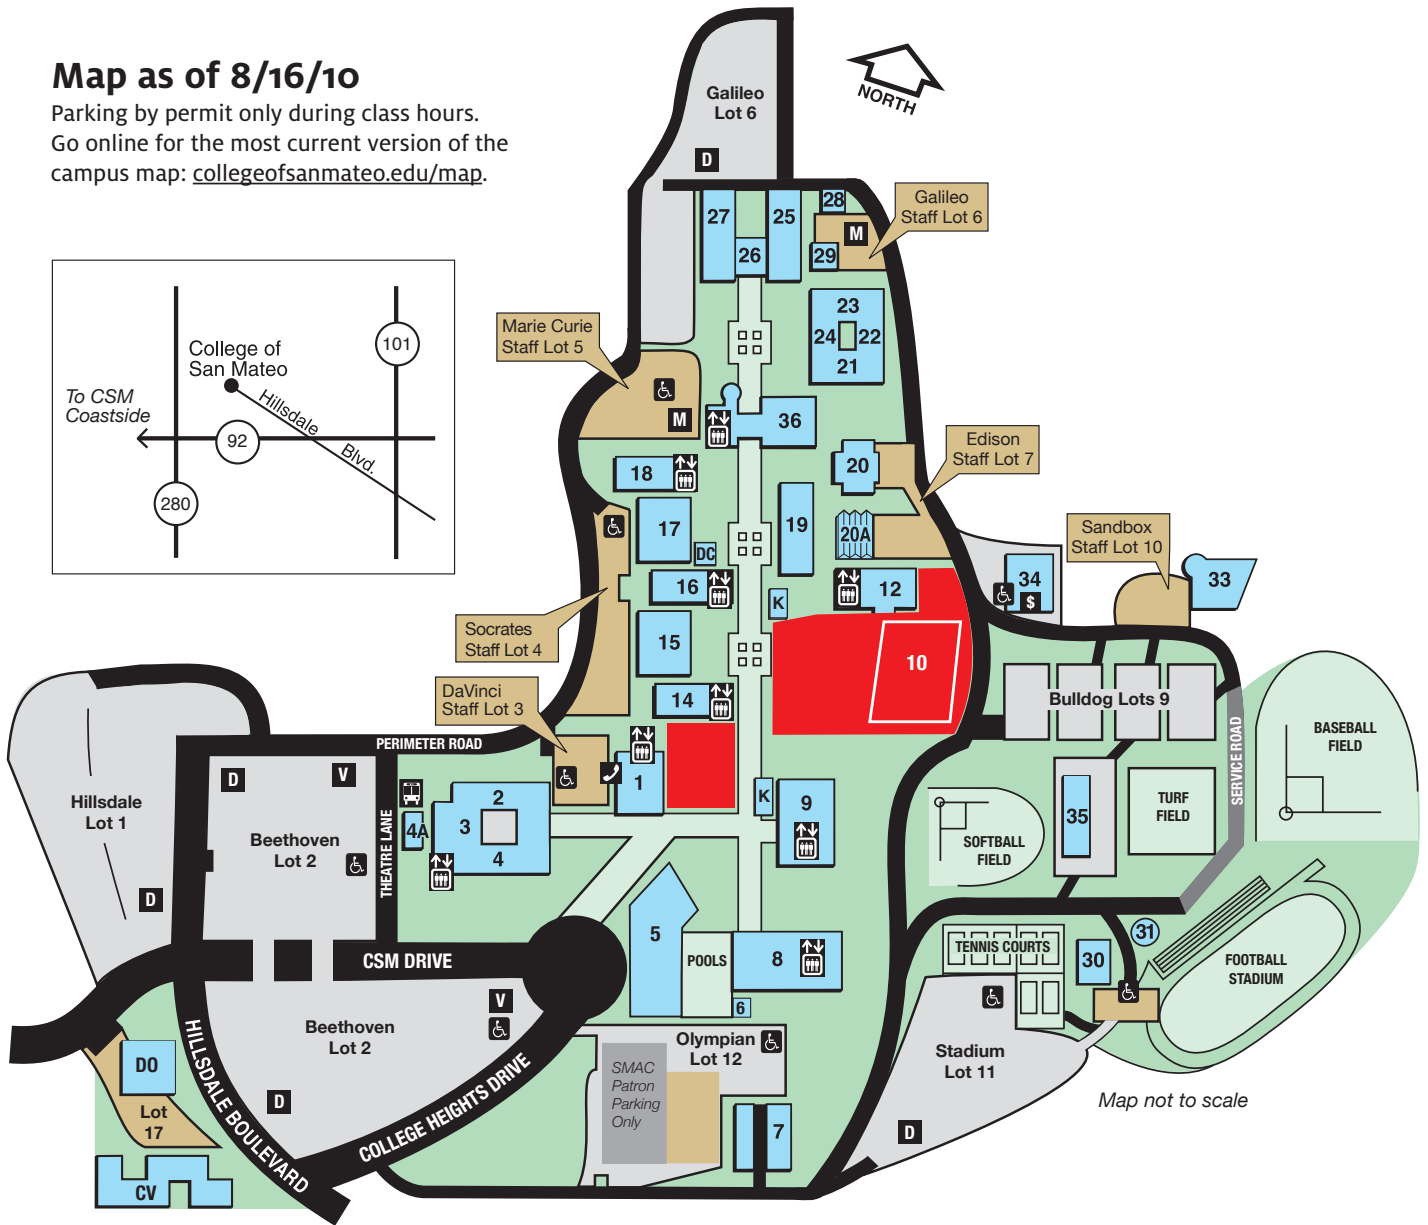 Map as of 8/16/10
Parking by permit only during class hours.
Go online for the most current version of the
campus map: collegeofsanmateo.edu/map.
NORTH
Galileo
Lot 6
D
27
25
28
26
M
29
Galileo
Staff Lot 6
23
24
22
21
College of
San Mateo
101
To CSM
Coastside
Hillsdale
Blvd.
92
280
Marie Curie
Staff Lot 5
M
36
18
20
Edison
Staff Lot 7
17
DC
19
20A
16
K
12
34
$
Sandbox
Staff Lot 10
33
Socrates
Staff Lot 4
15
10
14
DaVinci
Staff Lot 3
Bulldog Lots 9
BASEBALL
FIELD
SERVICE ROAD
PERIMETER ROAD
D
V
Hillsdale
Lot 1
D
Beethoven
Lot 2
THEATRE LANE
2
3
4A
4
1
K
9
35
TURF
FIELD
SOFTBALL
FIELD
CSM DRIVE
5
POOLS
8
6
TENNIS COURTS
30
31
FOOTBALL
STADIUM
V
Beethoven
Lot 2
D
HILLSDALE BOULEVARD
COLLEGE HEIGHTS DRIVE
DO
Lot
17
CV
Olympian
Lot 12
SMAC
Patron
Parking
Only
7
Stadium
Lot 11
D
Map not to scale